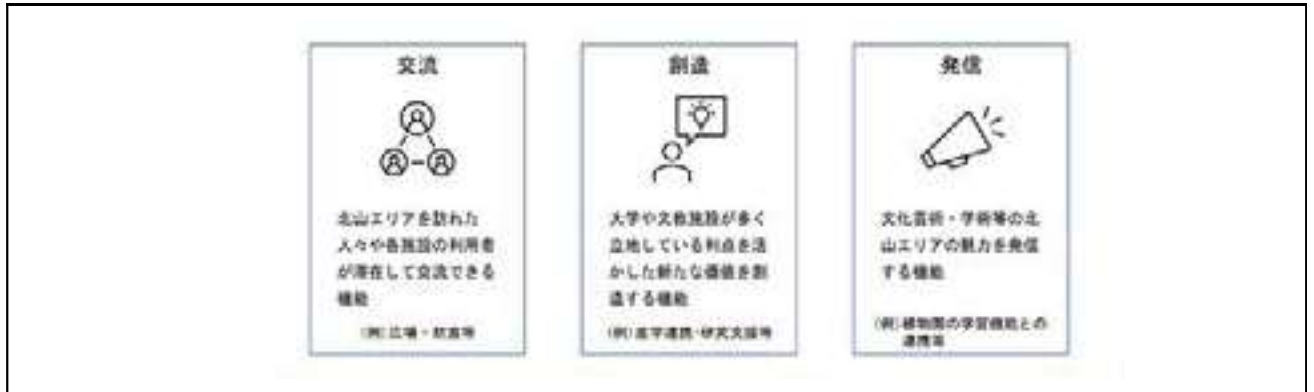 交流
北山エリアを訪れた
人々や各施設の利用者
が滞在して交流できる
機能
(例)広場・飲食等
創造
大学や文教施設が多く
立地している利点を活
かした新たな価値を創
造する機能
(例)産学連携・研究支援等
発信
文化芸術・学術等の北
山エリアの魅力を発信
する機能
(例)植物園の学習機能との
連携等